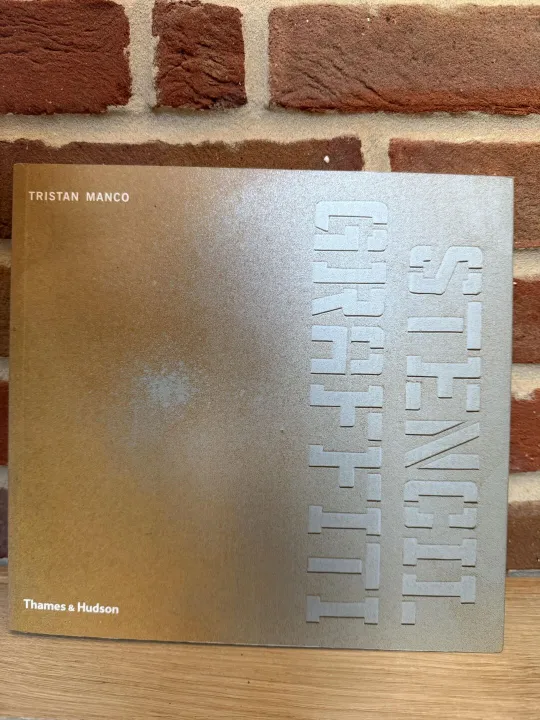 TRISTAN MANCO
STENCIL
GRAFFITI
Thames & Hudson